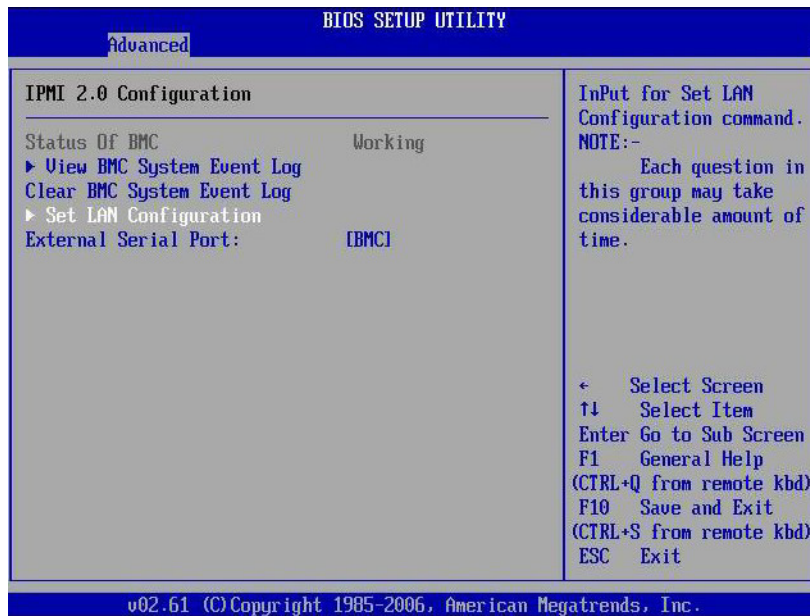 BIOS SETUP UTILITY
Advanced
IPMI 2.0 Configuration
Status Of BMC Working
▶ View BMC System Event Log
Clear BMC System Event Log
▶ Set LAN Configuration
External Serial Port: [BMC]
InPut for Set LAN
Configuration command.
NOTE:-
Each question in
this group may take
considerable amount of
time.
← Select Screen
↑↓ Select Item
Enter Go to Sub Screen
F1 General Help
(CTRL+Q from remote kbd)
F10 Save and Exit
(CTRL+S from remote kbd)
ESC Exit
v02.61 (C)Copyright 1985-2006, American Megatrends, Inc.